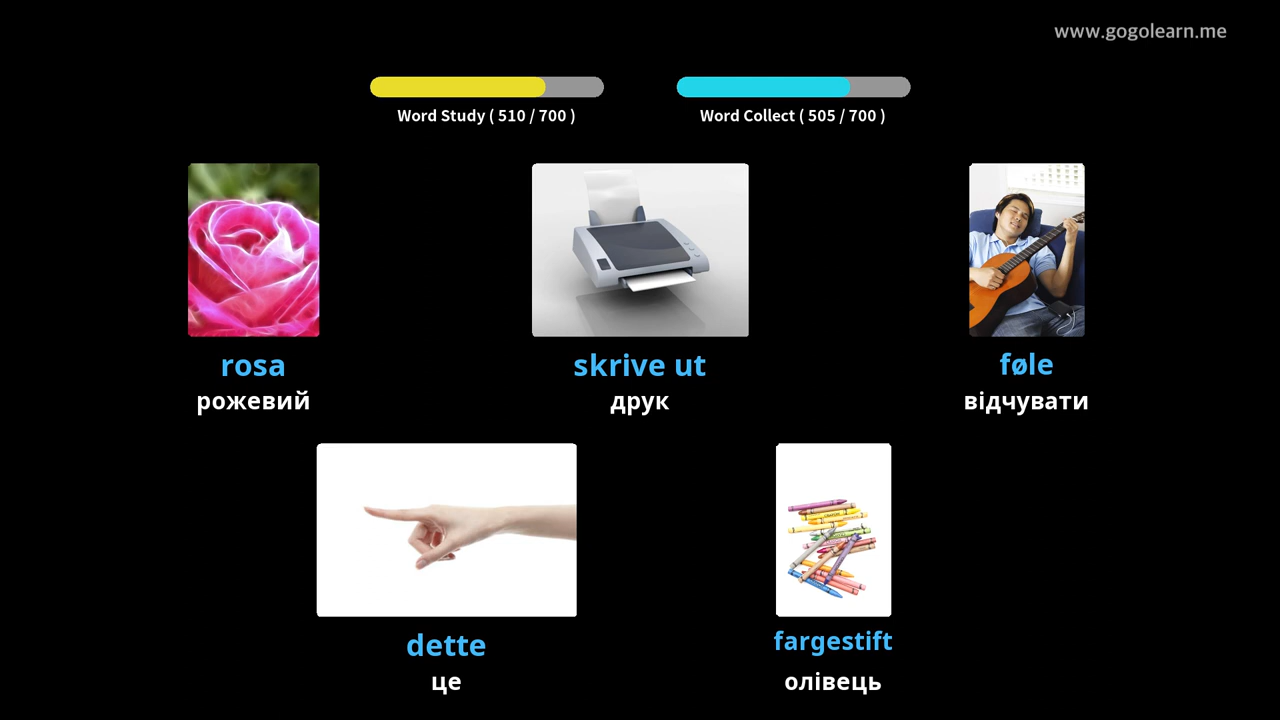 www.gogolearn.me
Word Study ( 510 / 700 )
Word Collect ( 505 / 700 )
rosa
рожевий
skrive ut
друк
føle
відчувати
dette
це
fargestift
олівець